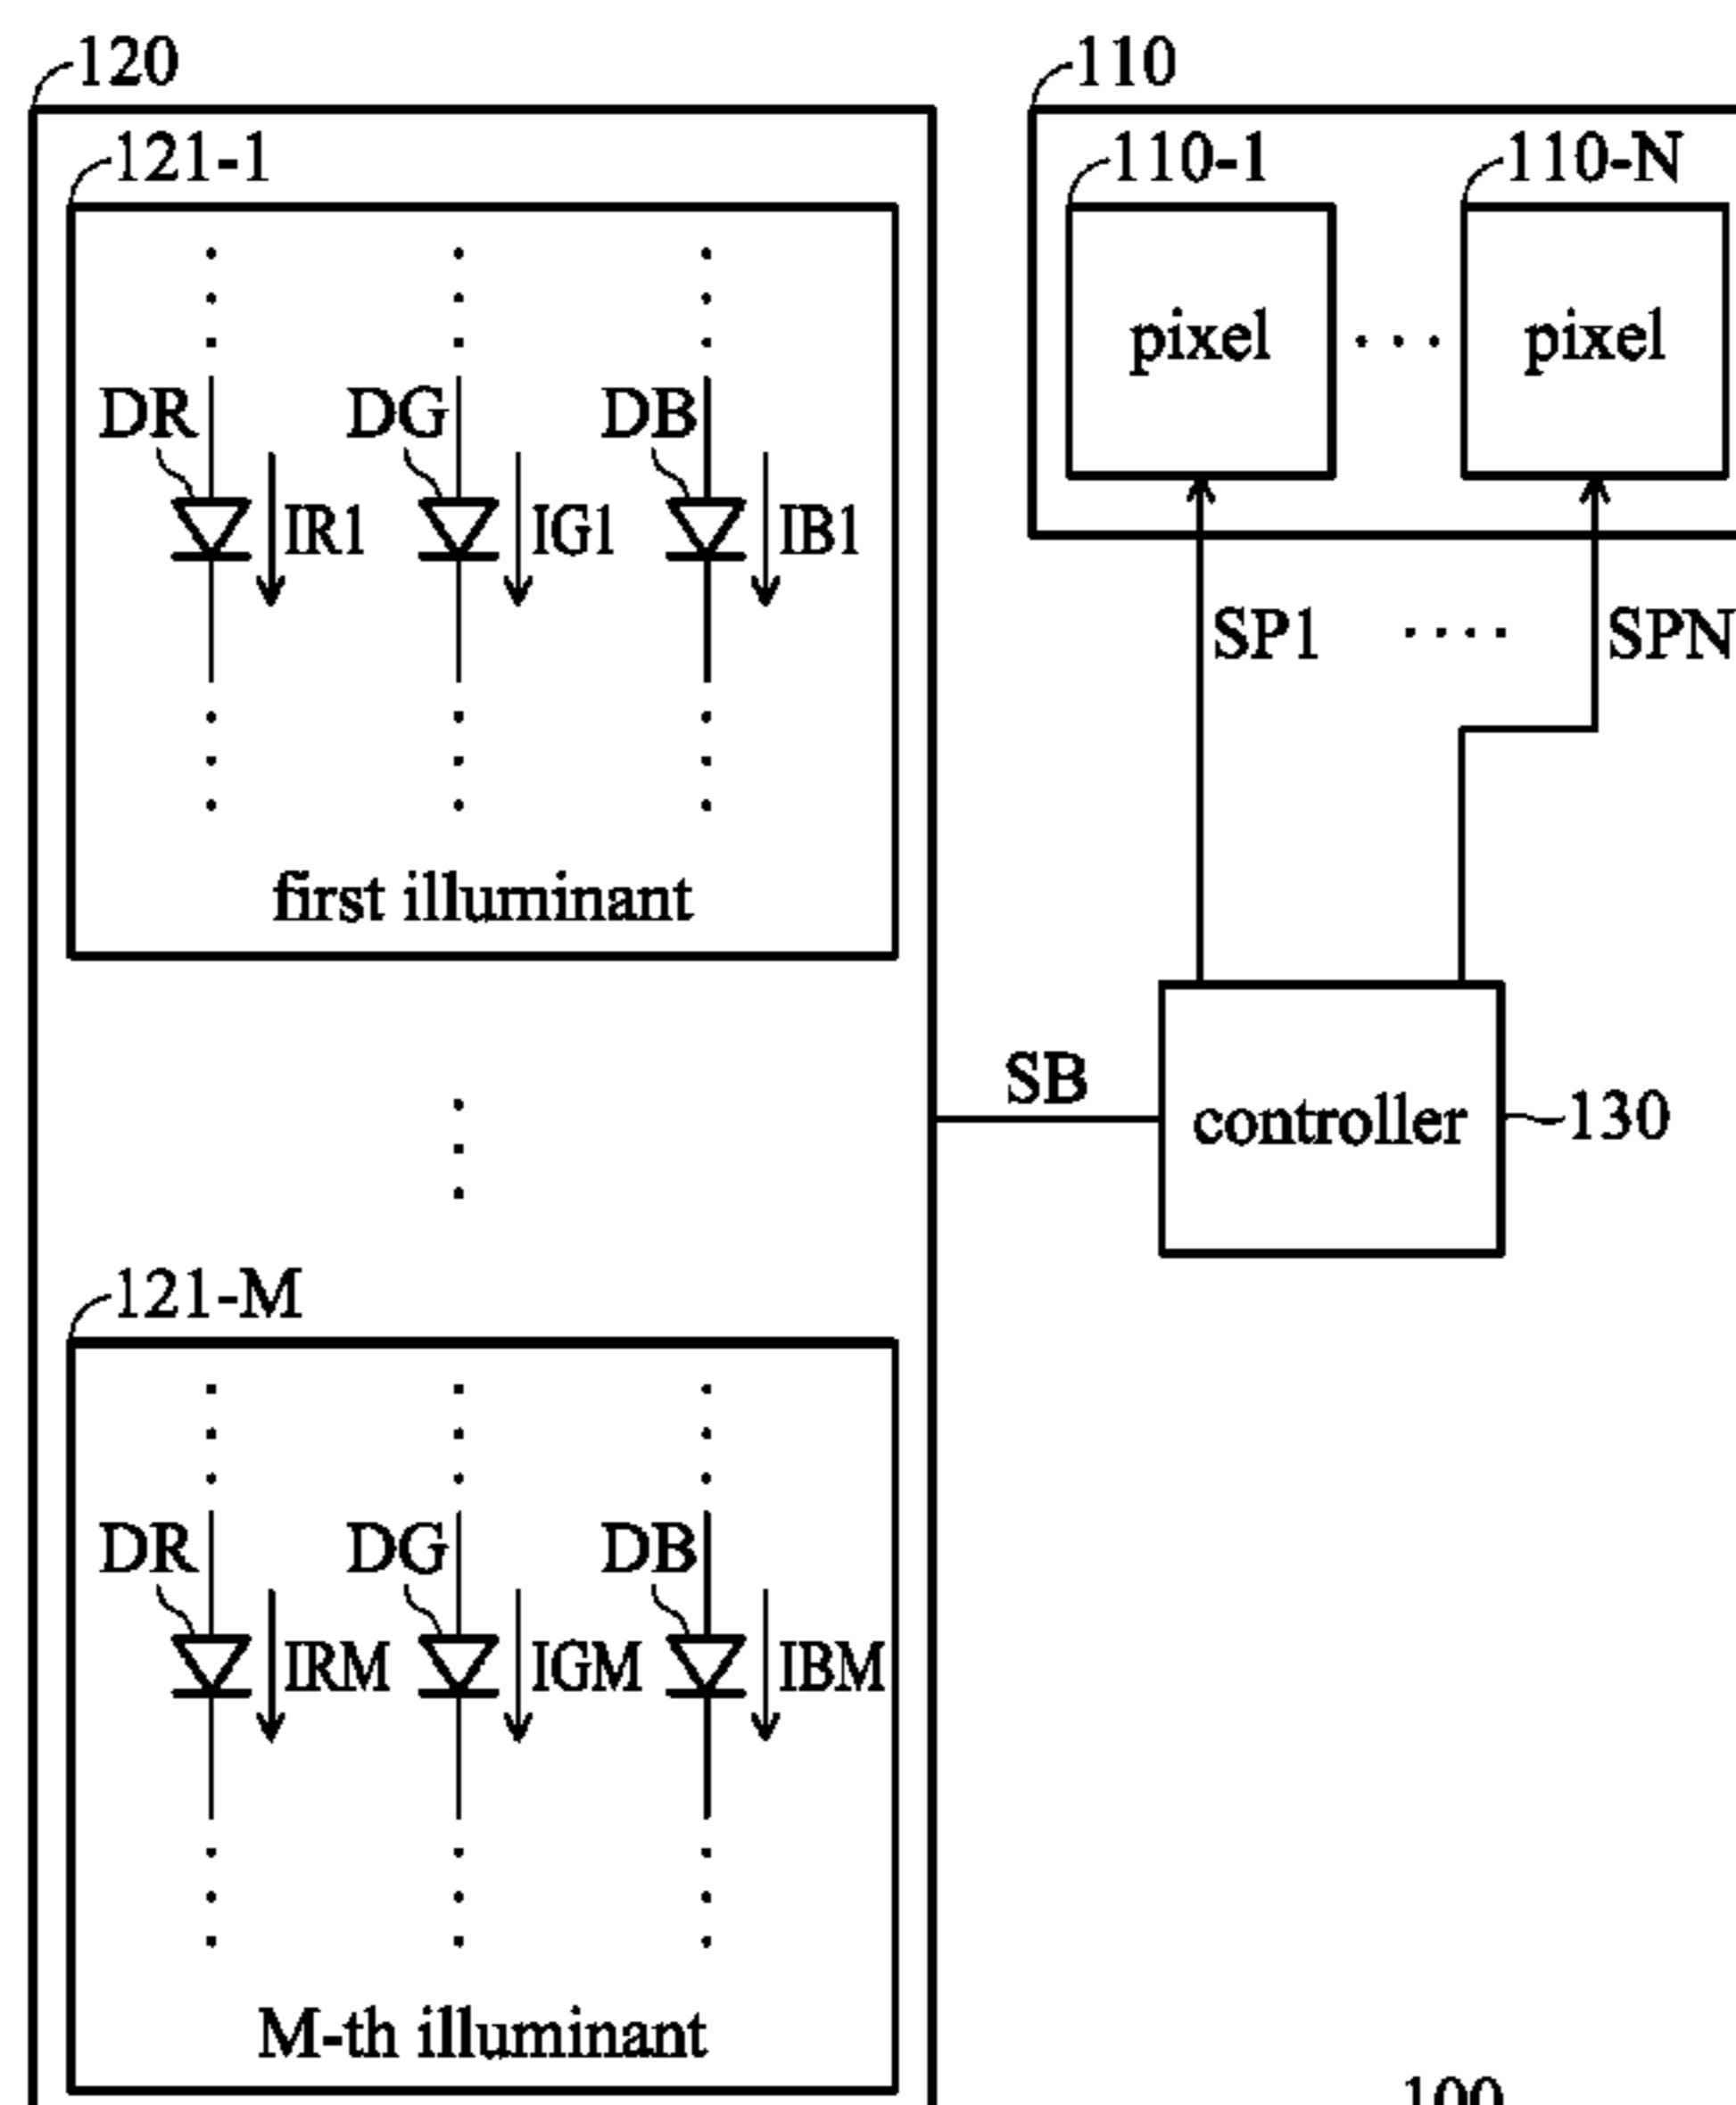 120
110
121-1
110-1
110-N
pixel
pixel
DR
DG
DB
IR1
IG1
IB1
SP1
SPN
first illuminant
SB
controller
130
121-M
DR
DG
DB
IRM
IGM
IBM
M-th illuminant
100